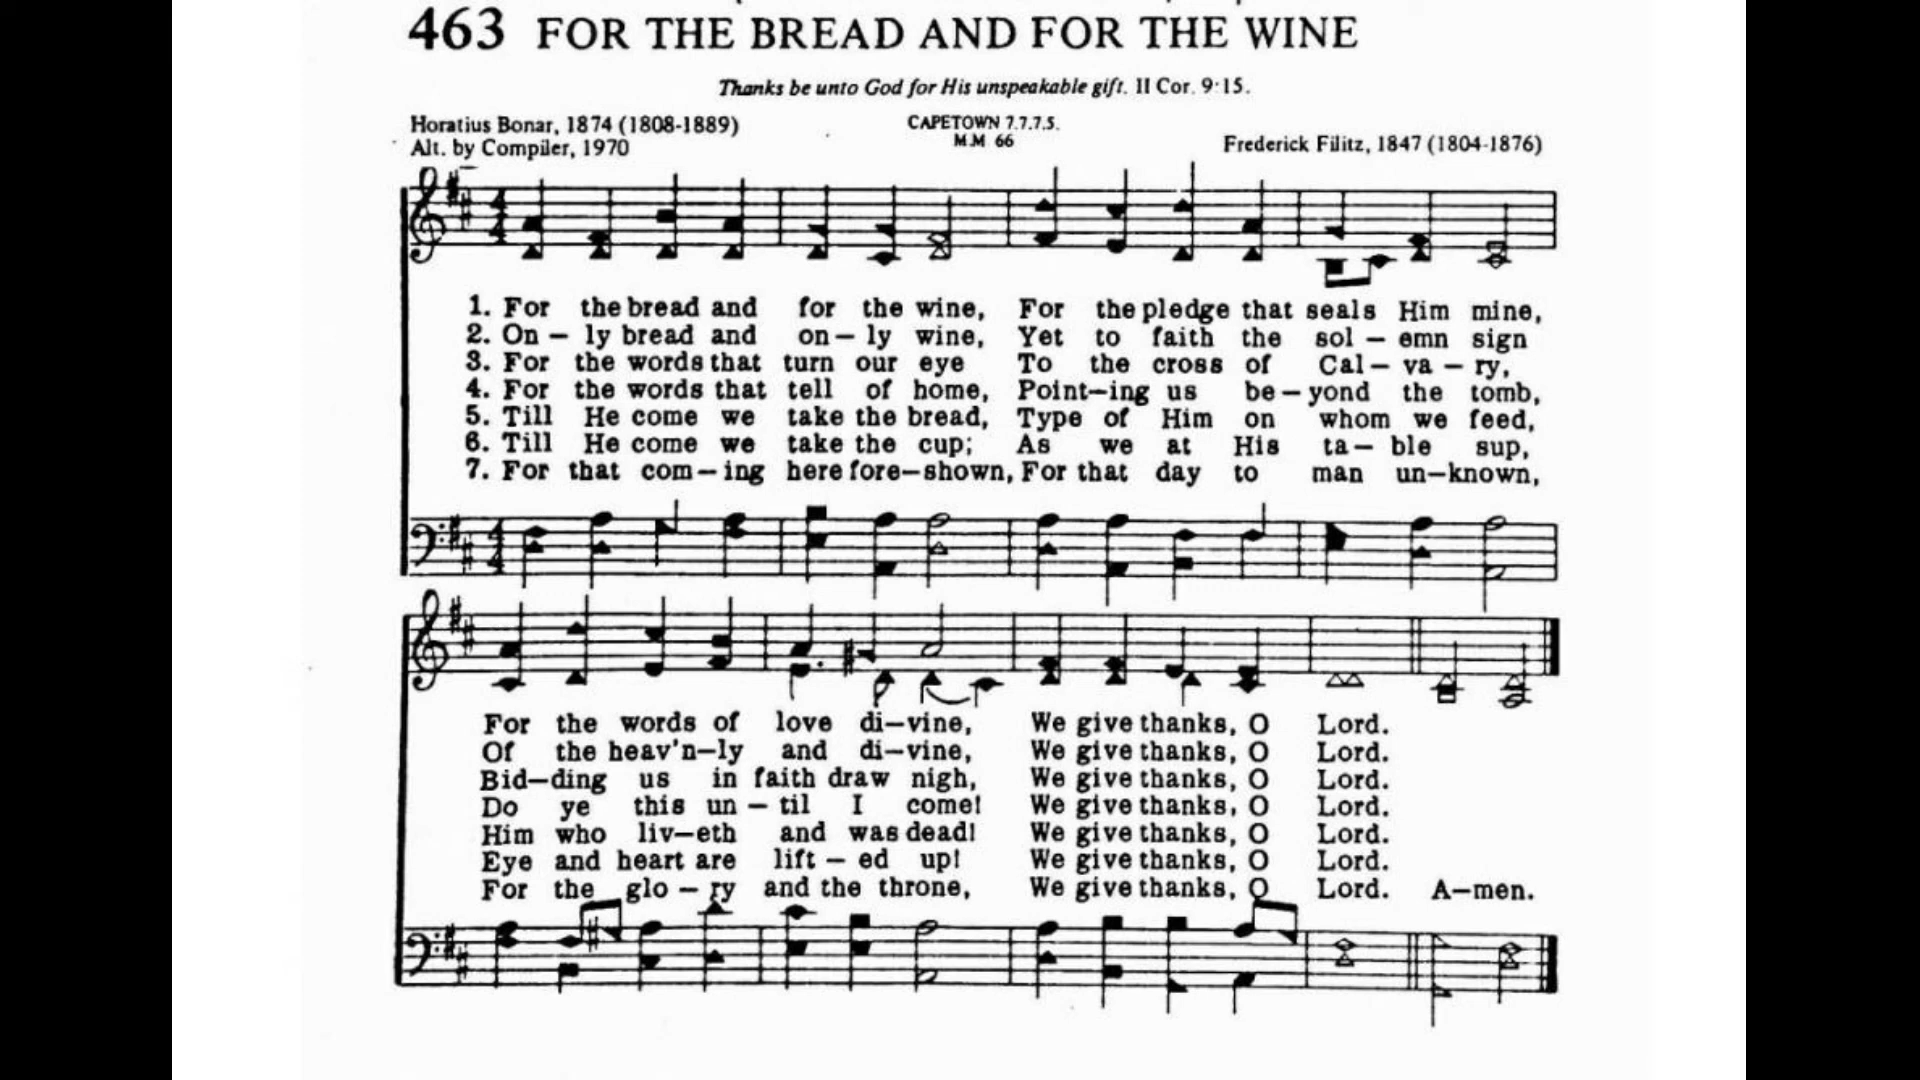 463 FOR THE BREAD AND FOR THE WINE
Thanks be unto God for His unspeakable gift. II Cor. 9:15.
Horatius Bonar, 1874 (1808-1889)
Alt. by Compiler, 1970
CAPETOWN 7.7.7.5.
M.M 66
Frederick Filitz, 1847 (1804-1876)
4
4
1. For the bread and for the wine, For the pledge that seals Him mine,
2. On – ly bread and on – ly wine, Yet to faith the sol – emn sign
3. For the words that turn our eye To the cross of Cal – va – ry,
4. For the words that tell of home, Point–ing us be – yond the tomb,
5. Till He come we take the bread, Type of Him on whom we feed,
6. Till He come we take the cup; As we at His ta – ble sup,
7. For that com – ing here fore–shown, For that day to man un–known,
4
4
For the words of love di–vine, We give thanks, O Lord.
Of the heav'n–ly and di–vine, We give thanks, O Lord.
Bid–ding us in faith draw nigh, We give thanks, O Lord.
Do ye this un – til I come! We give thanks, O Lord.
Him who liv–eth and was dead! We give thanks, O Lord.
Eye and heart are lift – ed up! We give thanks, O Lord.
For the glo – ry and the throne, We give thanks, O Lord. A–men.